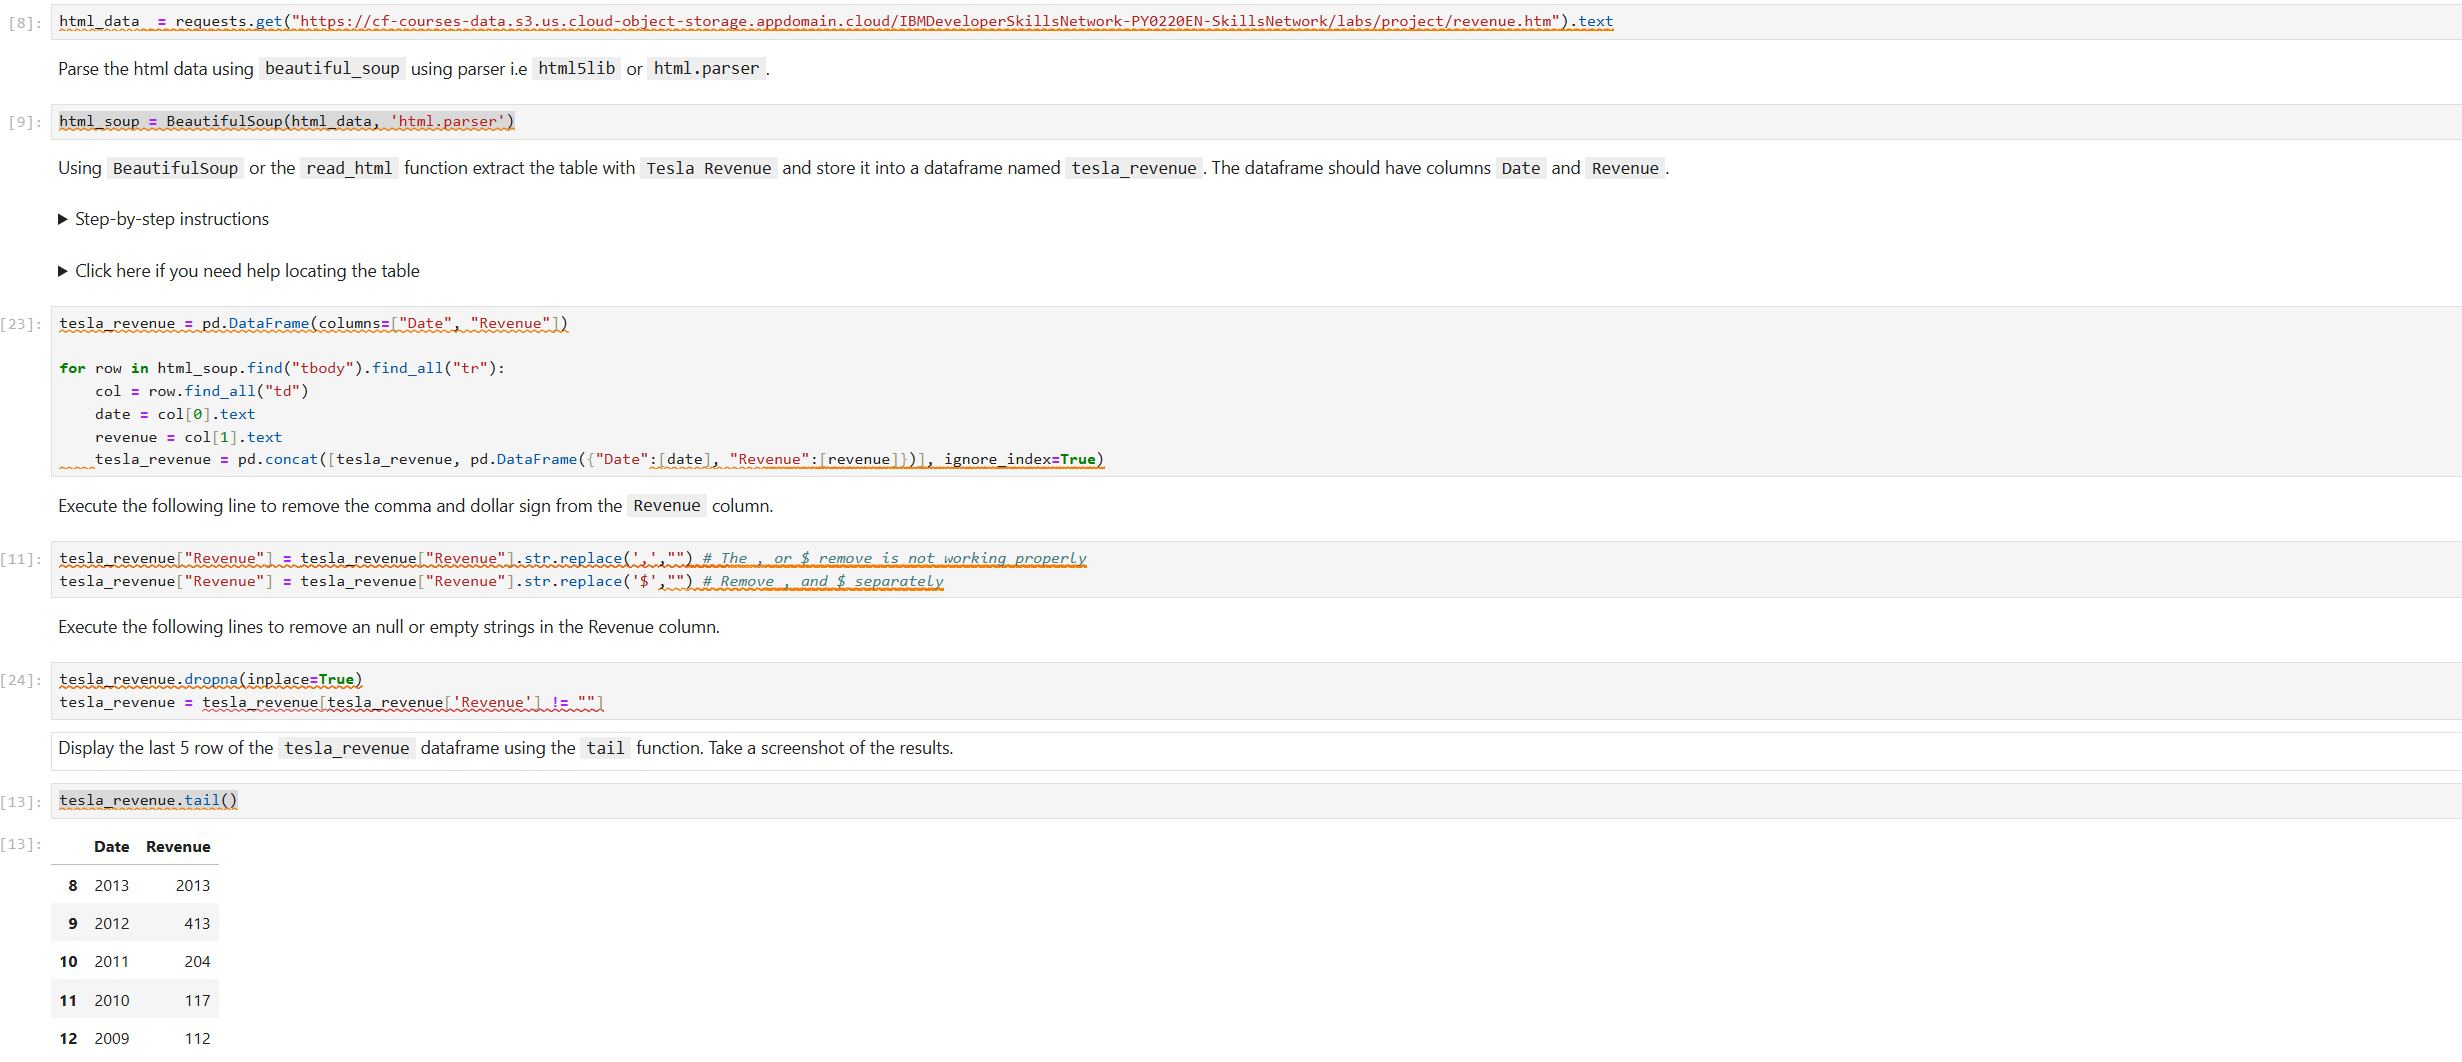 [8]: html_data  = requests.get("https://cf-courses-data.s3.us.cloud-object-storage.appdomain.cloud/IBMDeveloperSkillsNetwork-PY0220EN-SkillsNetwork/labs/project/revenue.htm").text
Parse the html data using beautiful_soup using parser i.e html5lib or html.parser.
[9]: html_soup = BeautifulSoup(html_data, 'html.parser')
Using BeautifulSoup or the read_html function extract the table with Tesla Revenue and store it into a dataframe named tesla_revenue. The dataframe should have columns Date and Revenue.
▶ Step-by-step instructions
▶ Click here if you need help locating the table
[23]: tesla_revenue = pd.DataFrame(columns=["Date", "Revenue"])
for row in html_soup.find("tbody").find_all("tr"):
    col = row.find_all("td")
    date = col[0].text
    revenue = col[1].text
    tesla_revenue = pd.concat([tesla_revenue, pd.DataFrame({"Date":[date], "Revenue":[revenue]})], ignore_index=True)
Execute the following line to remove the comma and dollar sign from the Revenue column.
[11]: tesla_revenue["Revenue"] = tesla_revenue["Revenue"].str.replace(',',"") # The , or $ remove is not working properly
tesla_revenue["Revenue"] = tesla_revenue["Revenue"].str.replace('$',"") # Remove , and $ separately
Execute the following lines to remove an null or empty strings in the Revenue column.
[24]: tesla_revenue.dropna(inplace=True)
tesla_revenue = tesla_revenue[tesla_revenue['Revenue'] != ""]
Display the last 5 row of the tesla_revenue dataframe using the tail function. Take a screenshot of the results.
[13]: tesla_revenue.tail()
[13]: Date Revenue
8 2013 2013
9 2012 413
10 2011 204
11 2010 117
12 2009 112